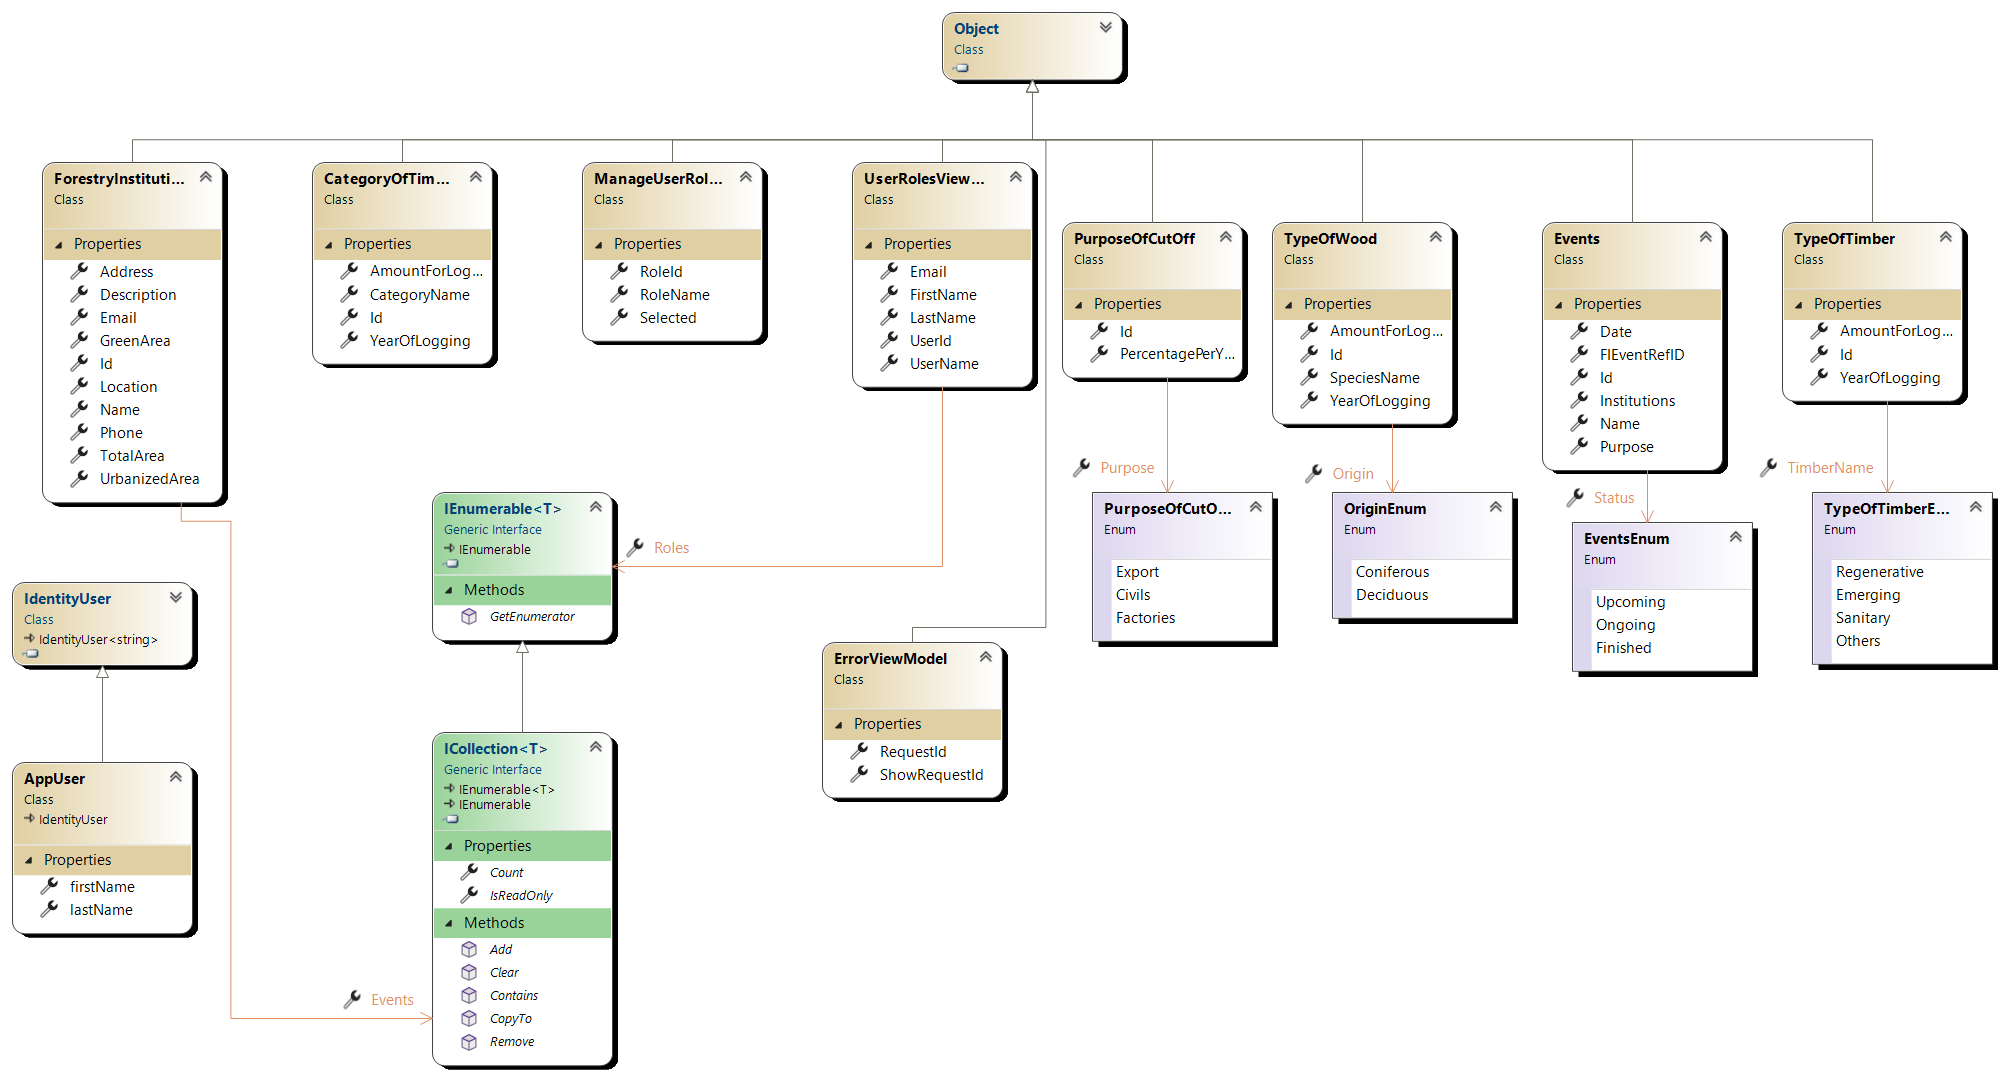 Object
Class
ForestryInstituti...
Class
Properties
Address
Description
Email
GreenArea
Id
Location
Name
Phone
TotalArea
UrbanizedArea
CategoryOfTim...
Class
Properties
AmountForLog...
CategoryName
Id
YearOfLogging
ManageUserRol...
Class
Properties
RoleId
RoleName
Selected
UserRolesView...
Class
Properties
Email
FirstName
LastName
UserId
UserName
PurposeOfCutOff
Class
Properties
Id
PercentagePerY...
TypeOfWood
Class
Properties
AmountForLog...
Id
SpeciesName
YearOfLogging
Events
Class
Properties
Date
FIEventRefID
Id
Institutions
Name
Purpose
TypeOfTimber
Class
Properties
AmountForLog...
Id
YearOfLogging
Purpose
Origin
Status
TimberName
IEnumerable<T>
Generic Interface
IEnumerable
Methods
GetEnumerator
Roles
PurposeOfCutO...
Enum
Export
Civils
Factories
OriginEnum
Enum
Coniferous
Deciduous
EventsEnum
Enum
Upcoming
Ongoing
Finished
TypeOfTimberE...
Enum
Regenerative
Emerging
Sanitary
Others
IdentityUser
Class
IdentityUser<string>
ErrorViewModel
Class
Properties
RequestId
ShowRequestId
AppUser
Class
IdentityUser
Properties
firstName
lastName
ICollection<T>
Generic Interface
IEnumerable<T>
IEnumerable
Properties
Count
IsReadOnly
Methods
Add
Clear
Contains
CopyTo
Remove
Events